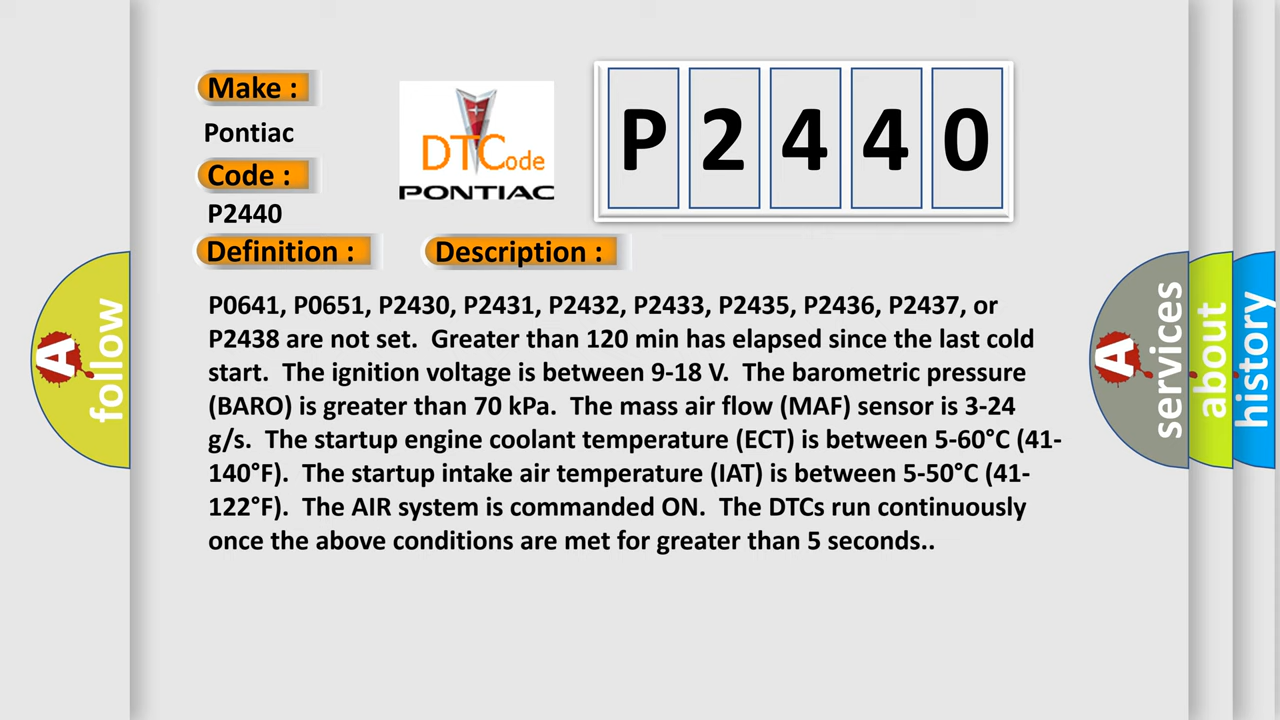 Make :
Pontiac
Code :
P2440
Definition :
Description :
DTCode
PONTIAC
P2440
P0641, P0651, P2430, P2431, P2432, P2433, P2435, P2436, P2437, or
P2438 are not set.  Greater than 120 min has elapsed since the last cold
start.  The ignition voltage is between 9-18 V.  The barometric pressure
(BARO) is greater than 70 kPa.  The mass air flow (MAF) sensor is 3-24
g/s.  The startup engine coolant temperature (ECT) is between 5-60°C (41-
140°F).  The startup intake air temperature (IAT) is between 5-50°C (41-
122°F).  The AIR system is commanded ON.  The DTCs run continuously
once the above conditions are met for greater than 5 seconds..
A follow
A services
about
history